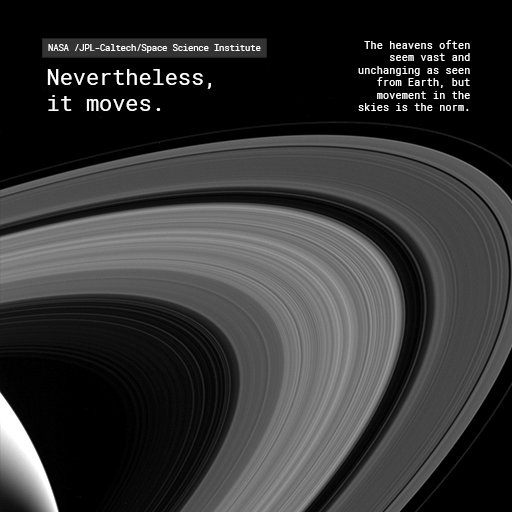 NASA /JPL-Caltech/Space Science Institute
Nevertheless,
it moves.
The heavens often
seem vast and
unchanging as seen
from Earth, but
movement in the
skies is the norm.